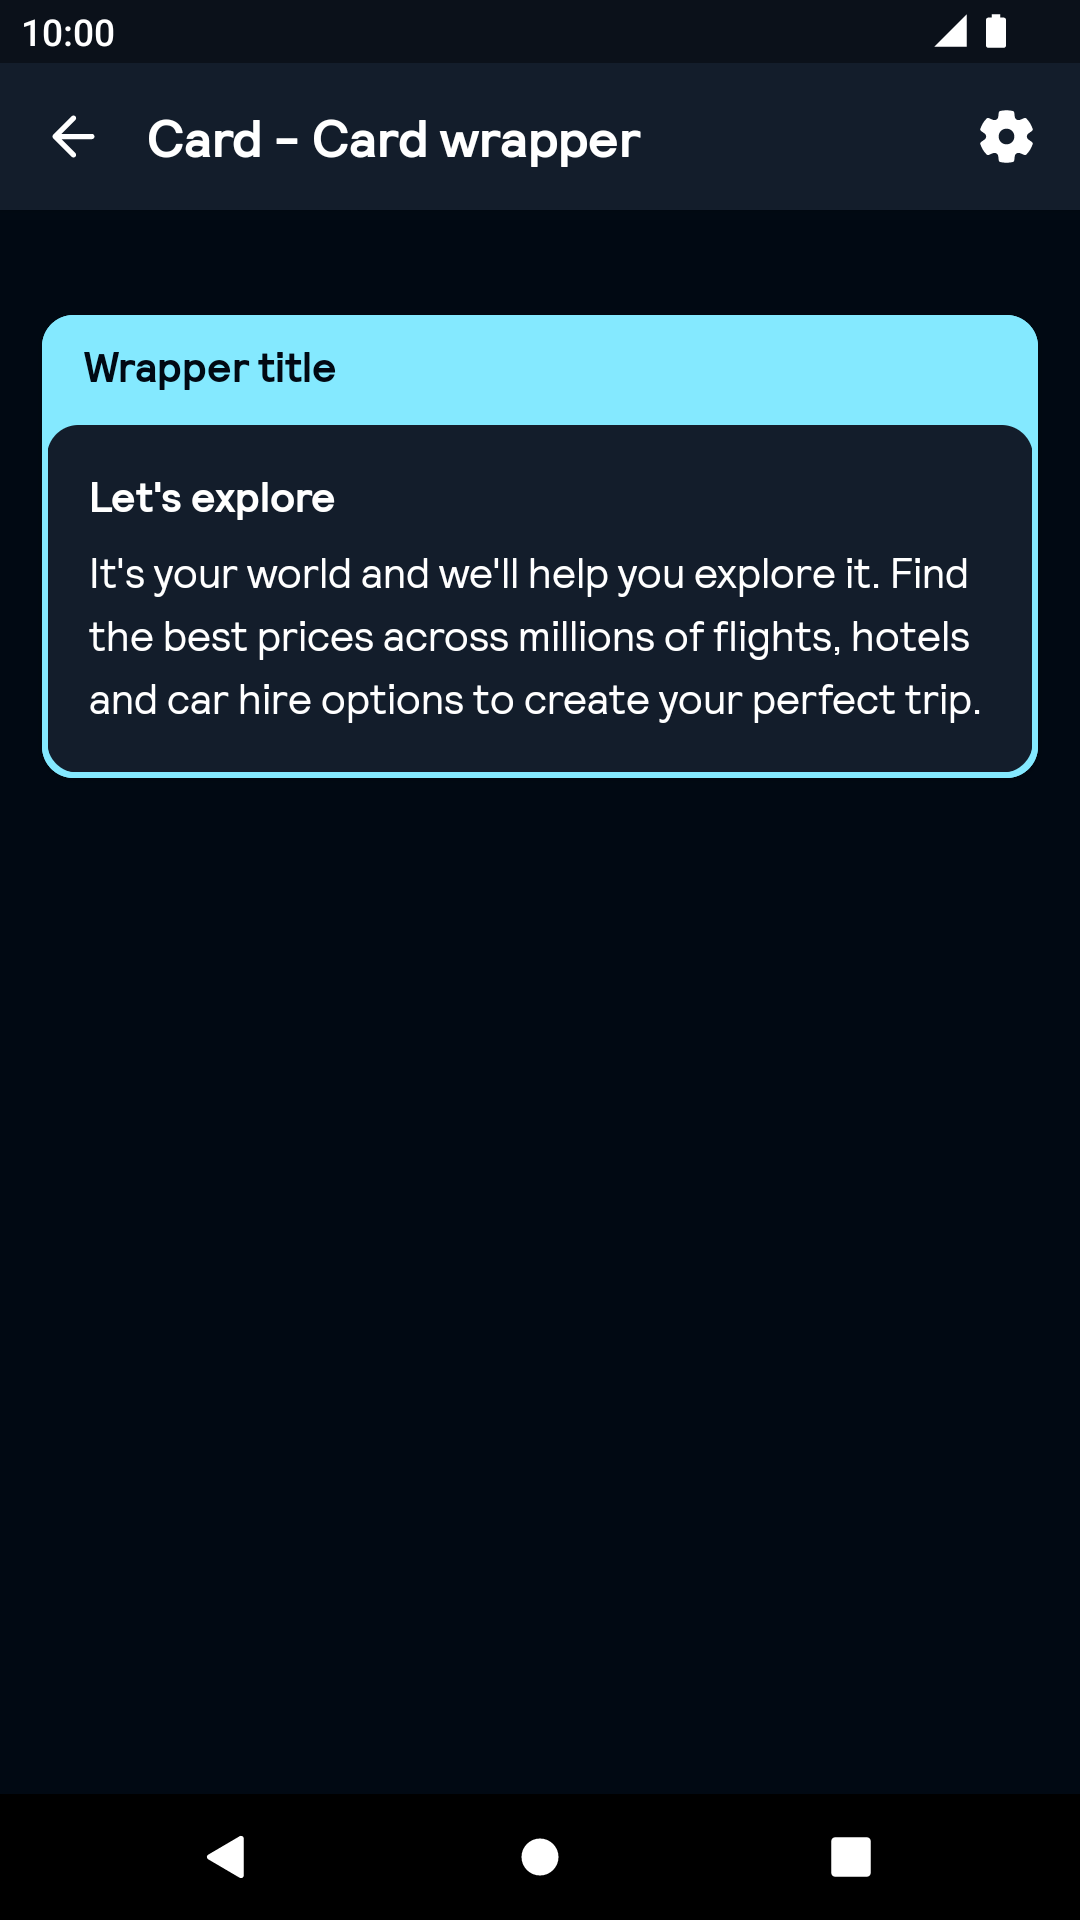 10:00
Card - Card wrapper
Wrapper title
Let's explore
It's your world and we'll help you explore it. Find
the best prices across millions of flights, hotels
and car hire options to create your perfect trip.